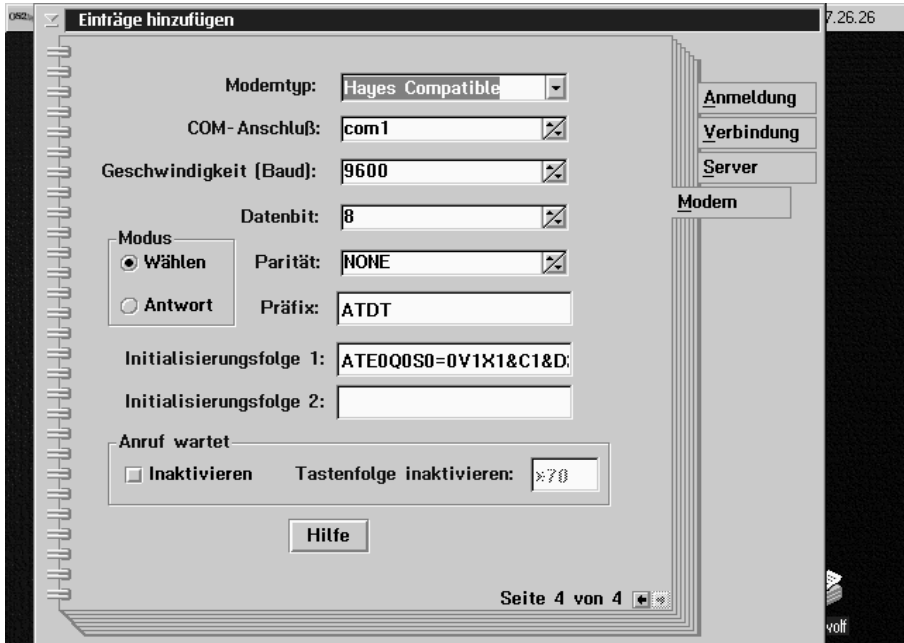 Einträge hinzufügen
7.26.26
Modemtyp: Hayes Compatible
COM-Anschluß: com1
Geschwindigkeit (Baud): 9600
Datenbit: 8
Modus
Wählen
Antwort
Parität: NONE
Präfix: ATDT
Initialisierungsfolge 1: ATE0Q0S0=0V1X1&C1&D
Initialisierungsfolge 2:
Anruf wartet
Inaktivieren
Tastenfolge inaktivieren: *70
Hilfe
Seite 4 von 4
Anmeldung
Verbindung
Server
Modem
volf